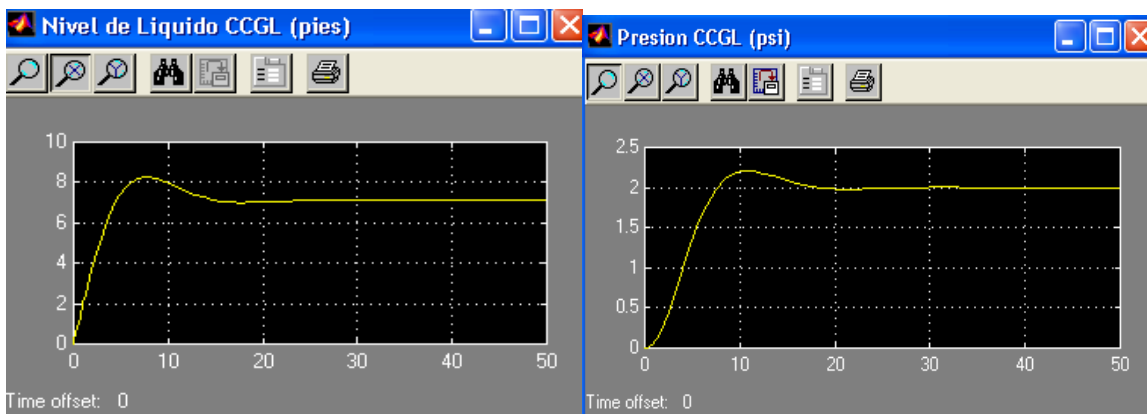 Nivel de Liquido CCGL (pies)
10
8
6
4
2
0
0 10 20 30 40 50
Time offset: 0
Presion CCGL (psi)
2.5
2
1.5
1
0.5
0
0 10 20 30 40 50
Time offset: 0